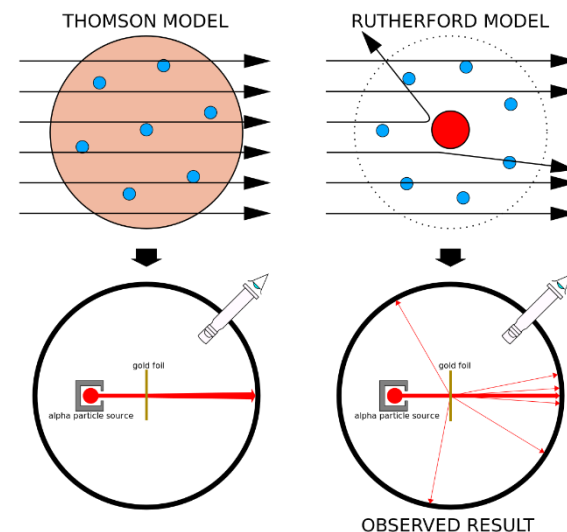 THOMSON MODEL
RUTHERFORD MODEL
gold foil
alpha particle source
gold foil
alpha particle source
OBSERVED RESULT